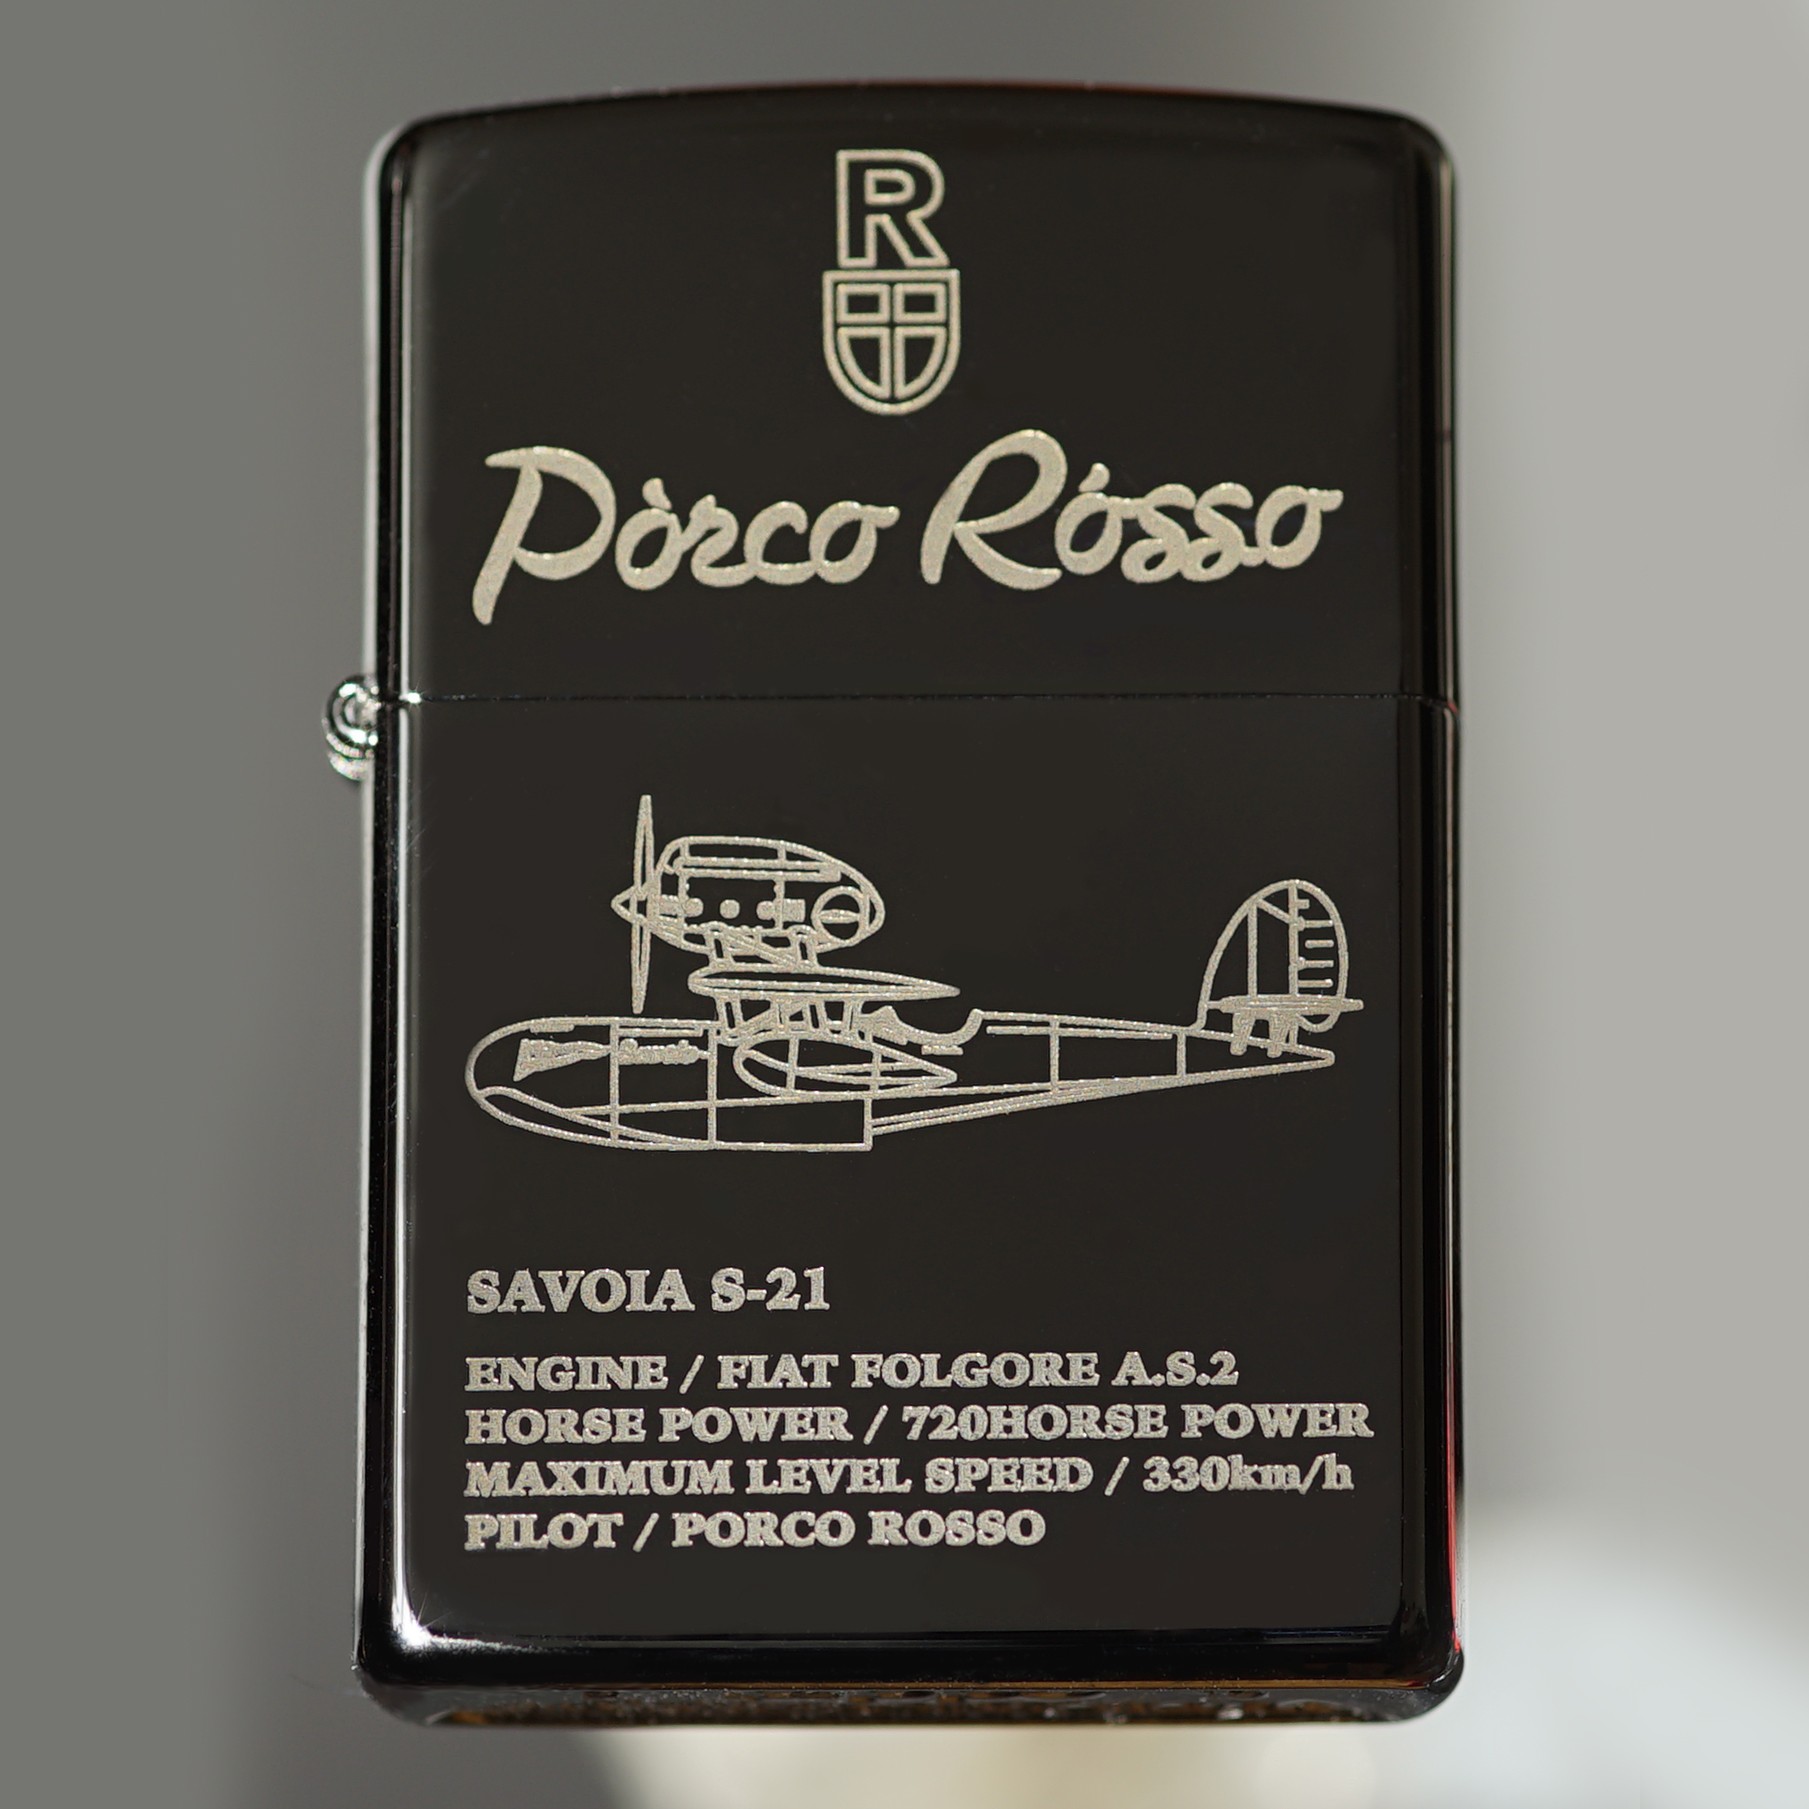 R
Pòrco Rósso
SAVOIA S-21
ENGINE / FIAT FOLGORE A.S.2
HORSE POWER / 720HORSE POWER
MAXIMUM LEVEL SPEED / 330km/h
PILOT / PORCO ROSSO